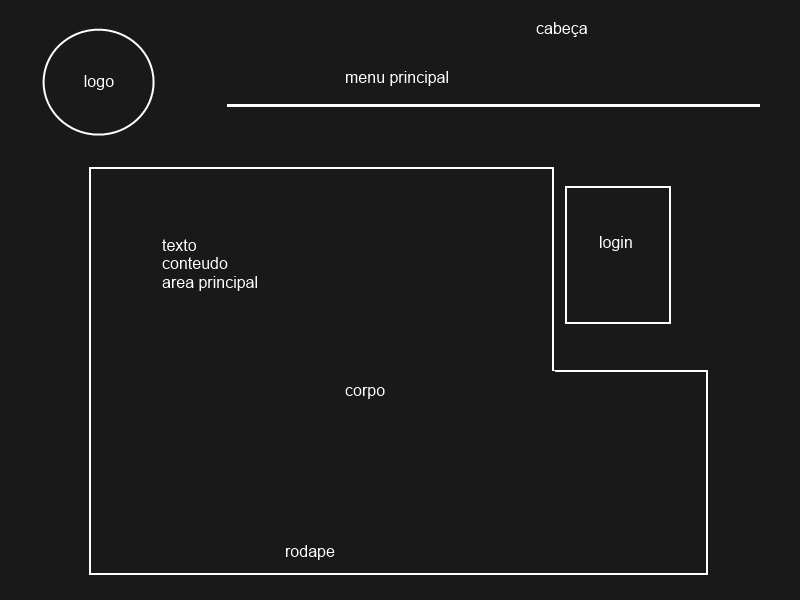 cabeça
logo
menu principal
login
texto
conteudo
area principal
corpo
rodape